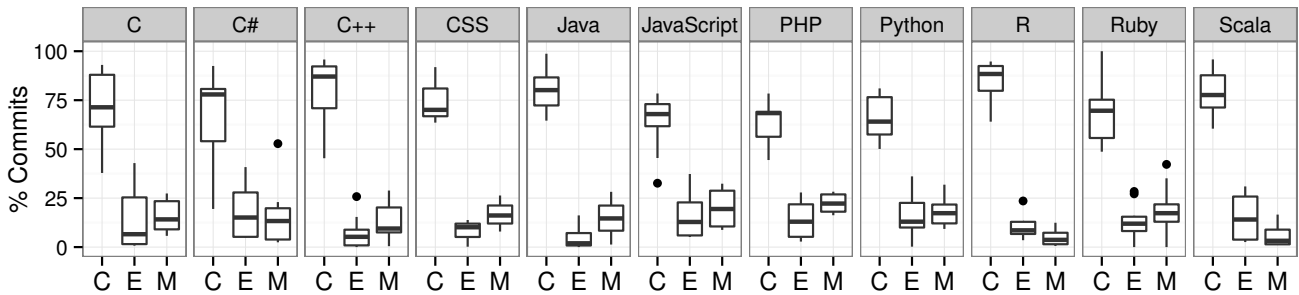 C C# C++ CSS Java JavaScript PHP Python R Ruby Scala
100
75
50
25
0
% Commits
C E M C E M C E M C E M C E M C E M C E M C E M C E M C E M C E M